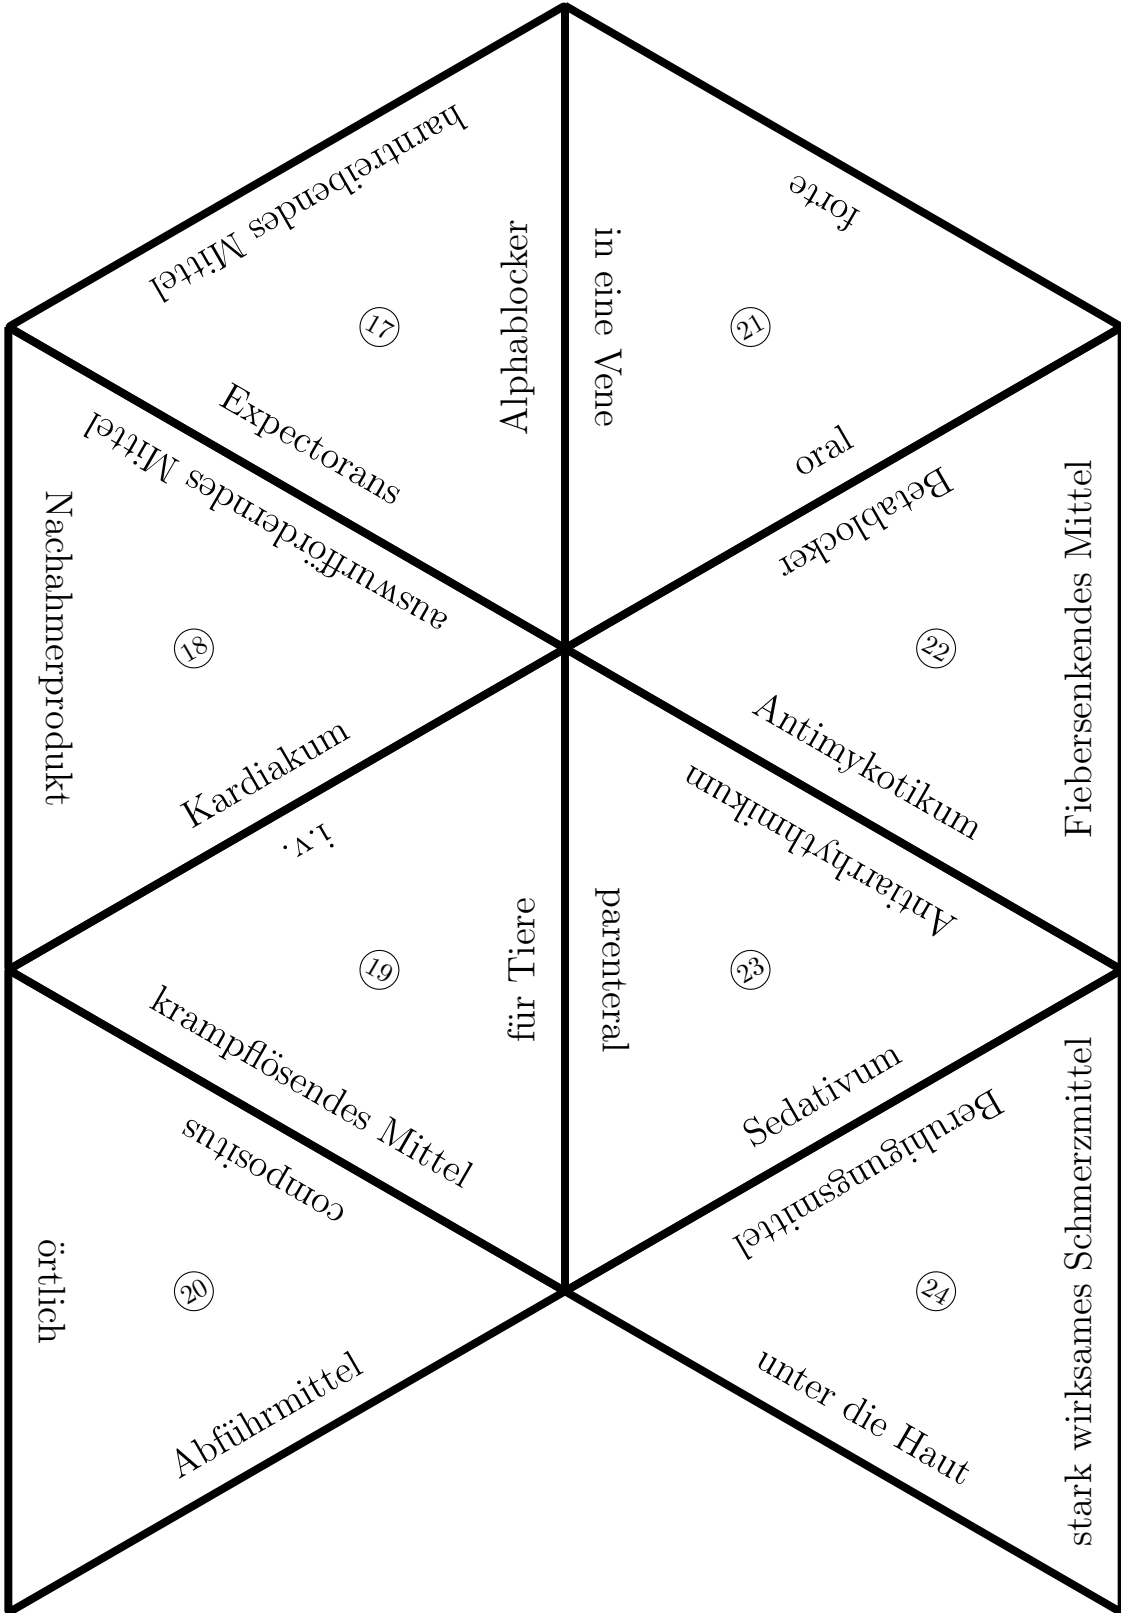 harntreibendes Mittel
Alphablocker
Expectorans
17
in eine Vene
forte
oral
21
auswurfförderndes Mittel
Nachahmerprodukt
Kardiakum
18
Betablocker
Fiebersenkendes Mittel
Antimykotikum
22
i.v.
für Tiere
krampflösendes Mittel
19
Antiarrhythmikum
parenteral
Sedativum
23
compositus
örtlich
Abführmittel
20
Beruhigungsmittel
stark wirksames Schmerzmittel
unter die Haut
24